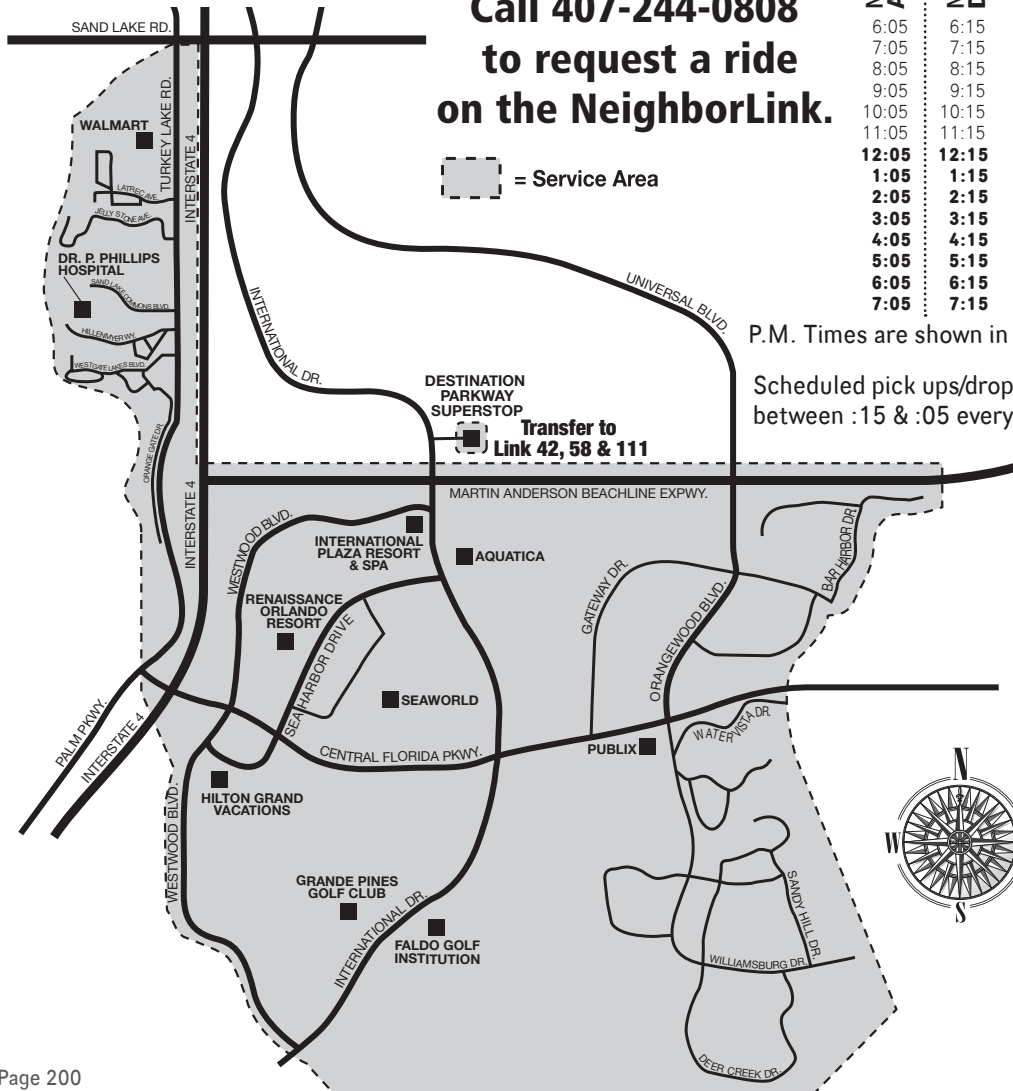 Call 407-244-0808
to request a ride
on the NeighborLink.
= Service Area
6:05 6:15
7:05 7:15
8:05 8:15
9:05 9:15
10:05 10:15
11:05 11:15
12:05 12:15
1:05 1:15
2:05 2:15
3:05 3:15
4:05 4:15
5:05 5:15
6:05 6:15
7:05 7:15
P.M. Times are shown in
Scheduled pick ups/drop
between :15 & :05 every
SAND LAKE RD.
TURKEY LAKE RD.
INTERSTATE 4
WALMART
LATREC AVE.
JELLY STONE AVE.
DR. P. PHILLIPS
HOSPITAL
SAND LAKE COMMONS BLVD.
HILLENMYER WY.
WESTGATE LAKES BLVD.
ORANGE GATE DR.
INTERSTATE 4
INTERNATIONAL DR.
UNIVERSAL BLVD.
DESTINATION
PARKWAY
SUPERSTOP
Transfer to
Link 42, 58 & 111
MARTIN ANDERSON BEACHLINE EXPWY.
WESTWOOD BLVD.
INTERNATIONAL
PLAZA RESORT
& SPA
AQUATICA
GATEWAY DR.
BAR HARBOR DR.
RENAISSANCE
ORLANDO
RESORT
SEA HARBOR DRIVE
ORANGEWOOD BLVD.
SEAWORLD
PALM PKWY.
INTERSTATE 4
CENTRAL FLORIDA PKWY.
PUBLIX
WATER VISTA DR.
HILTON GRAND
VACATIONS
WESTWOOD BLVD.
N
W
S
GRANDE PINES
GOLF CLUB
INTERNATIONAL DR.
FALDO GOLF
INSTITUTION
SANDY HILL DR.
WILLIAMSBURG DR.
DEER CREEK DR.
Page 200